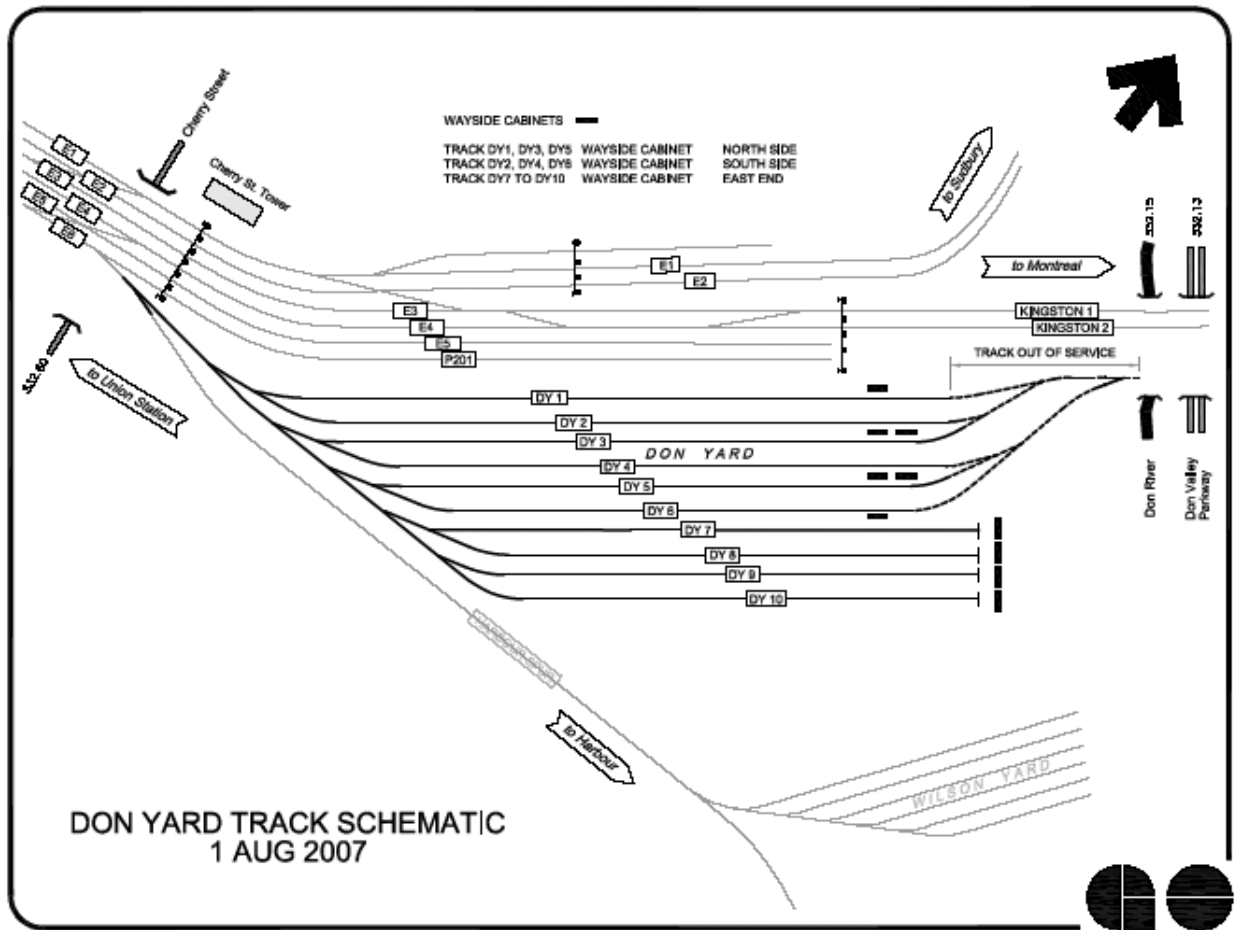 Cherry Street
WAYSIDE CABINETS
TRACK DY1, DY3, DY5 WAYSIDE CABINET NORTH SIDE
TRACK DY2, DY4, DY6 WAYSIDE CABINET SOUTH SIDE
TRACK DY7 TO DY10 WAYSIDE CABINET EAST END
E1
E2
E3
E4
E5
E6
Cherry St. Tower
to Sudbury
332.15
332.13
to Montreal
E1
E2
E3
KINGSTON 1
E4
KINGSTON 2
E5
P201
TRACK OUT OF SERVICE
332.60
to Union Station
DY 1
DY 2
DY 3
DON YARD
DY 4
DY 5
DY 6
DY 7
DY 8
DY 9
DY 10
Don River
Don Valley
Parkway
to Harbour
WILSON YARD
DON YARD TRACK SCHEMATIC
1 AUG 2007
GO